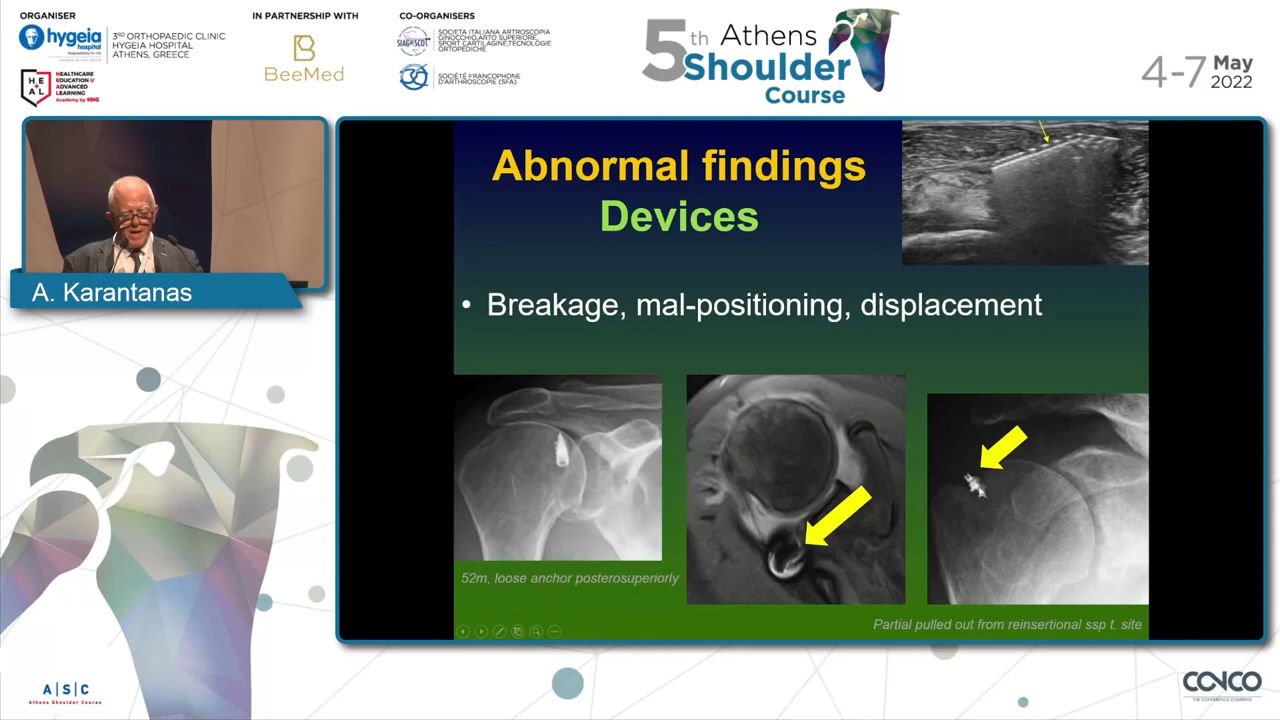 ORGANISER
hygeia
hospital
3RD ORTHOPAEDIC CLINIC
HYGEIA HOSPITAL
ATHENS, GREECE
HEAL
HEALTHCARE
EDUCATION &
ADVANCED
LEARNING
Academy by HHG
IN PARTNERSHIP WITH
BeeMed
CO-ORGANISERS
SIAGASCOT
SOCIETA ITALIANA ARTROSCOPIA
GINOCCHIO, ARTO SUPERIORE,
SPORT CARTILAGINE, TECNOLOGIE
ORTOPEDICHE
SOCIÉTÉ FRANCOPHONE
D'ARTHROSCOPIE (SFA)
5th Athens
Shoulder
Course
4-7 May
2022
Abnormal findings
Devices
• Breakage, mal-positioning, displacement
A. Karantanas
52m, loose anchor posterosuperiorly
Partial pulled out from reinsertional ssp t. site
A|S|C
Athens Shoulder Course
CONCO
THE CONFERENCE COMPANY